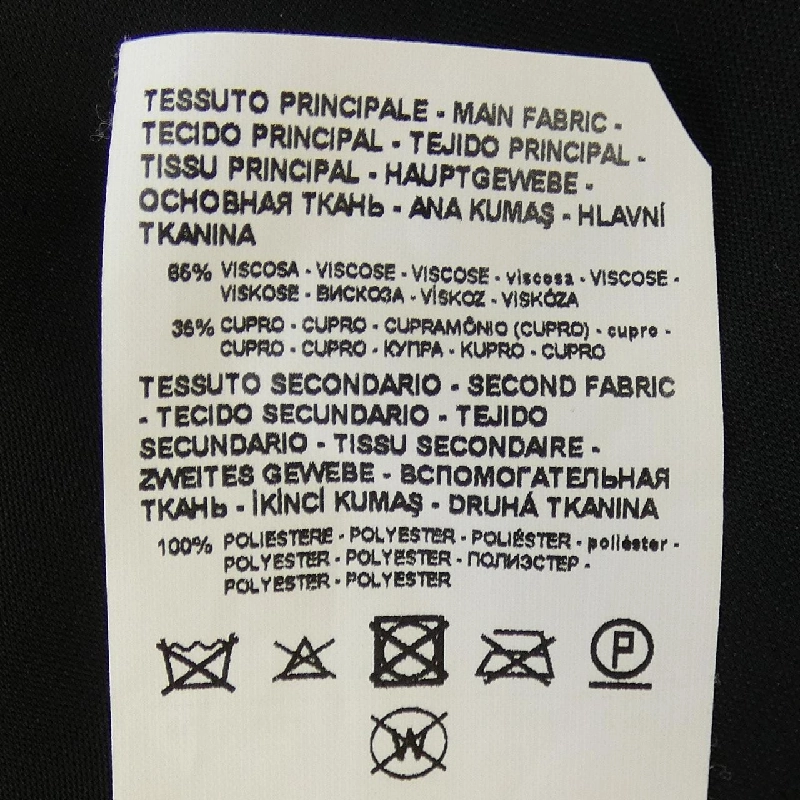 TESSUTO PRINCIPALE - MAIN FABRIC -
TECIDO PRINCIPAL - TEJIDO PRINCIPAL -
TISSU PRINCIPAL - HAUPTGEWEBE -
ОСНОВНАЯ ТКАНЬ - ANA KUMAŞ - HLAVNÍ
TKANINA
VISCOSA - VISCOSE - VISCOSE - viscosa - VISCOSE -
VISKOSE - ВИСКОЗА - VİSKOZ - VISKÓZA
CUPRO - CUPRO - CUPRAMÔNIO (CUPRO) - cupro -
CUPRO - CUPRO - КУПРА - KUPRO - CUPRO
TESSUTO SECONDARIO - SECOND FABRIC
- TECIDO SECUNDARIO - TEJIDO
SECUNDARIO - TISSU SECONDAIRE -
ZWEITES GEWEBE - ВСПОМОГАТЕЛЬНАЯ
ТКАНЬ - İKİNCİ KUMAŞ - DRUHÁ TKANINA
100% POLIESTERE - POLYESTER - POLIÉSTER - poliéster -
POLYESTER - POLYESTER - ПОЛИЭСТЕР -
POLYESTER - POLYESTER
P
W